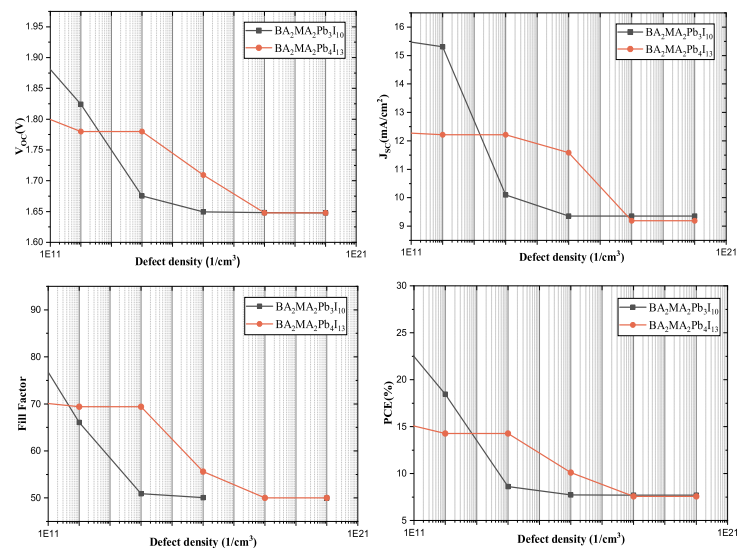 1.95
1.90
1.85
1.80
1.75
1.70
1.65
1.60
V_OC(V)
BA₂MA₂Pb₃I₁₀
BA₂MA₂Pb₄I₁₃
1E11
1E21
Defect density (1/cm³)
16.5
15
13.5
12
10.5
9
J_SC(mA/cm²)
BA₂MA₂Pb₃I₁₀
BA₂MA₂Pb₄I₁₃
1E11
1E21
Defect density (1/cm³)
90
80
70
60
50
Fill Factor
BA₂MA₂Pb₃I₁₀
BA₂MA₂Pb₄I₁₃
1E11
1E21
Defect density (1/cm³)
30
25
20
15
10
5
PCE(%)
BA₂MA₂Pb₃I₁₀
BA₂MA₂Pb₄I₁₃
1E11
1E21
Defect density (1/cm³)